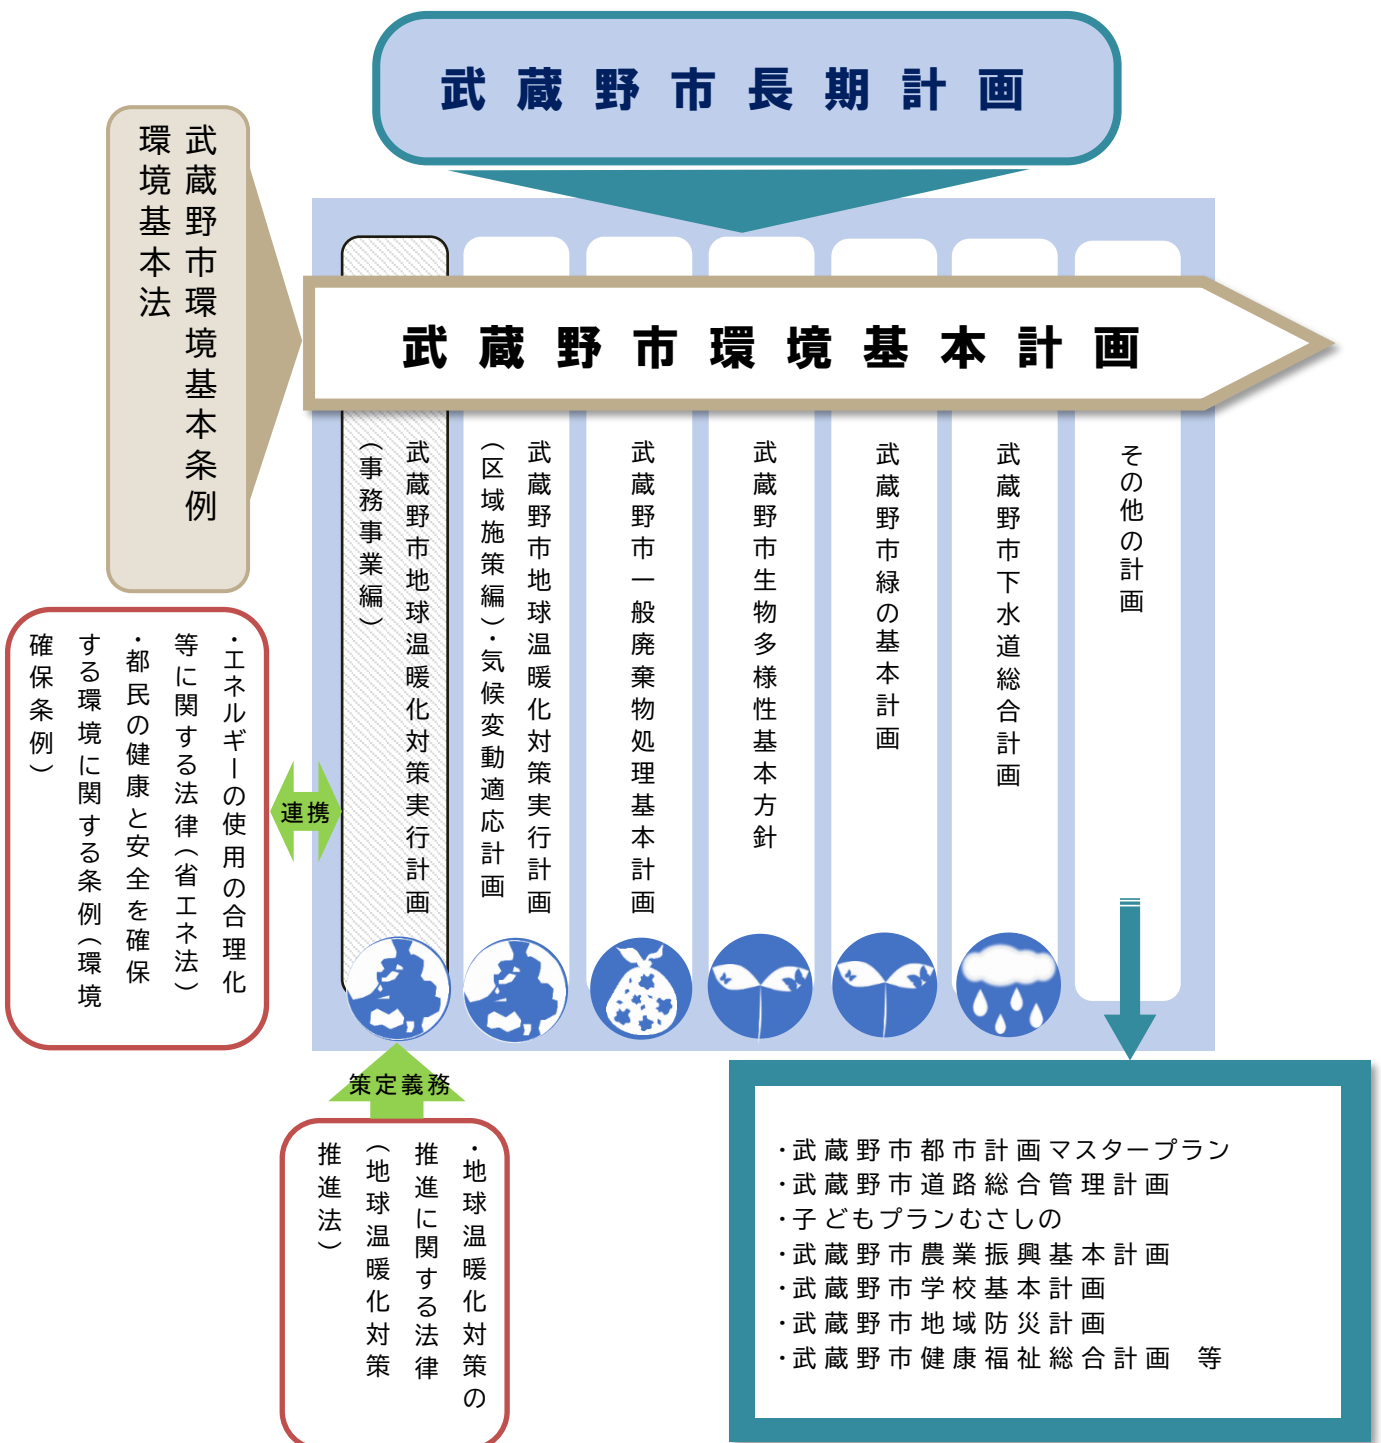 武蔵野市長期計画
武蔵野市環境基本条例
環境基本法
武蔵野市環境基本計画
武蔵野市地球温暖化対策実行計画
（事務事業編）
武蔵野市地球温暖化対策実行計画
（区域施策編）・気候変動適応計画
武蔵野市一般廃棄物処理基本計画
武蔵野市生物多様性基本方針
武蔵野市緑の基本計画
武蔵野市下水道総合計画
その他の計画
・エネルギーの使用の合理化
等に関する法律（省エネ法）
・都民の健康と安全を確保
する環境に関する条例（環境
確保条例）
連携
策定義務
・地球温暖化対策の
推進に関する法律
（地球温暖化対策
推進法）
・武蔵野市都市計画マスタープラン
・武蔵野市道路総合管理計画
・子どもプランむさしの
・武蔵野市農業振興基本計画
・武蔵野市学校基本計画
・武蔵野市地域防災計画
・武蔵野市健康福祉総合計画　等